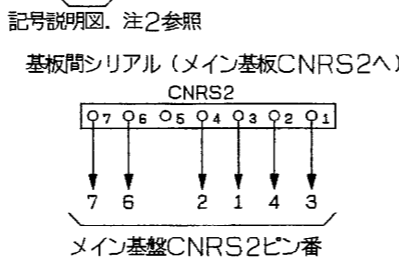 記号説明図. 注2参照
基板間シリアル(メイン基板CNRS2へ)
CNRS2
7 6 5 4 3 2 1
7 6 2 1 4 3
メイン基盤CNRS2ピン番